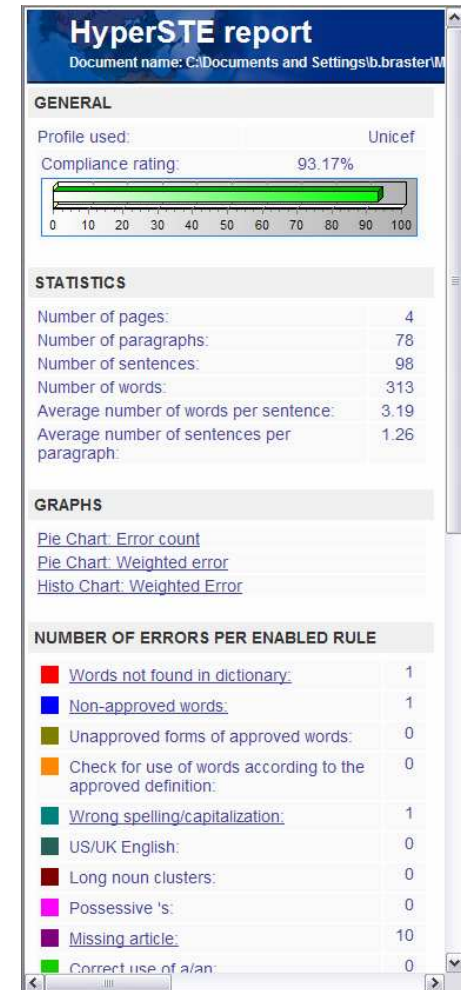 HyperSTE report
Document name: C:\Documents and Settings\b.braster\M
GENERAL
Profile used: Unicef
Compliance rating: 93.17%
0 10 20 30 40 50 60 70 80 90 100
STATISTICS
Number of pages: 4
Number of paragraphs: 78
Number of sentences: 98
Number of words: 313
Average number of words per sentence: 3.19
Average number of sentences per 1.26
paragraph:
GRAPHS
Pie Chart: Error count
Pie Chart: Weighted error
Histo Chart: Weighted Error
NUMBER OF ERRORS PER ENABLED RULE
Words not found in dictionary: 1
Non-approved words: 1
Unapproved forms of approved words: 0
Check for use of words according to the 0
approved definition:
Wrong spelling/capitalization: 1
US/UK English: 0
Long noun clusters: 0
Possessive 's: 0
Missing article: 10
Correct use of a/an: 0